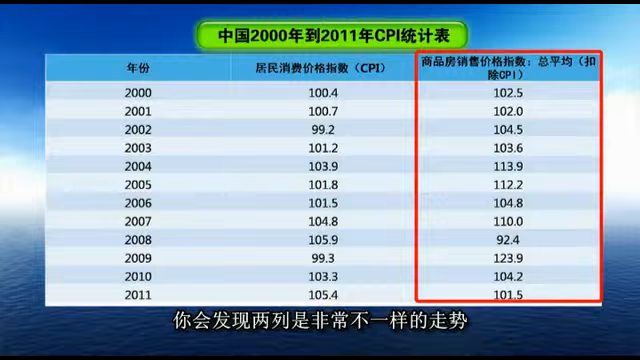 中国2000年到2011年CPI统计表
年份 居民消费价格指数（CPI） 商品房销售价格指数：总平均（扣
除CPI）
2000 100.4 102.5
2001 100.7 102.0
2002 99.2 104.5
2003 101.2 103.6
2004 103.9 113.9
2005 101.8 112.2
2006 101.5 104.8
2007 104.8 110.0
2008 105.9 92.4
2009 99.3 123.9
2010 103.3 104.2
2011 105.4 101.5
你会发现两列是非常不一样的走势